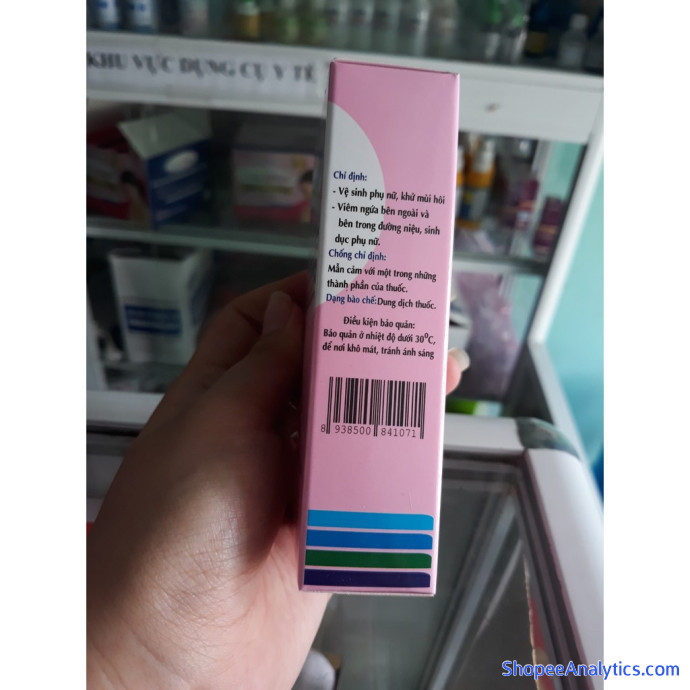 KHU VỰC DỤNG CỤ Y TẾ
Chỉ định:
- Vệ sinh phụ nữ, khử mùi hôi
- Viêm ngứa bên ngoài và
bên trong đường niệu, sinh
dục phụ nữ.
Chống chỉ định:
Mẫn cảm với một trong những
thành phần của thuốc.
Dạng bào chế:Dung dịch thuốc.
Điều kiện bảo quản:
Bảo quản ở nhiệt độ dưới 30⁰C,
để nơi khô mát, tránh ánh sáng
8 938500 841071
ShopeeAnalytics.com